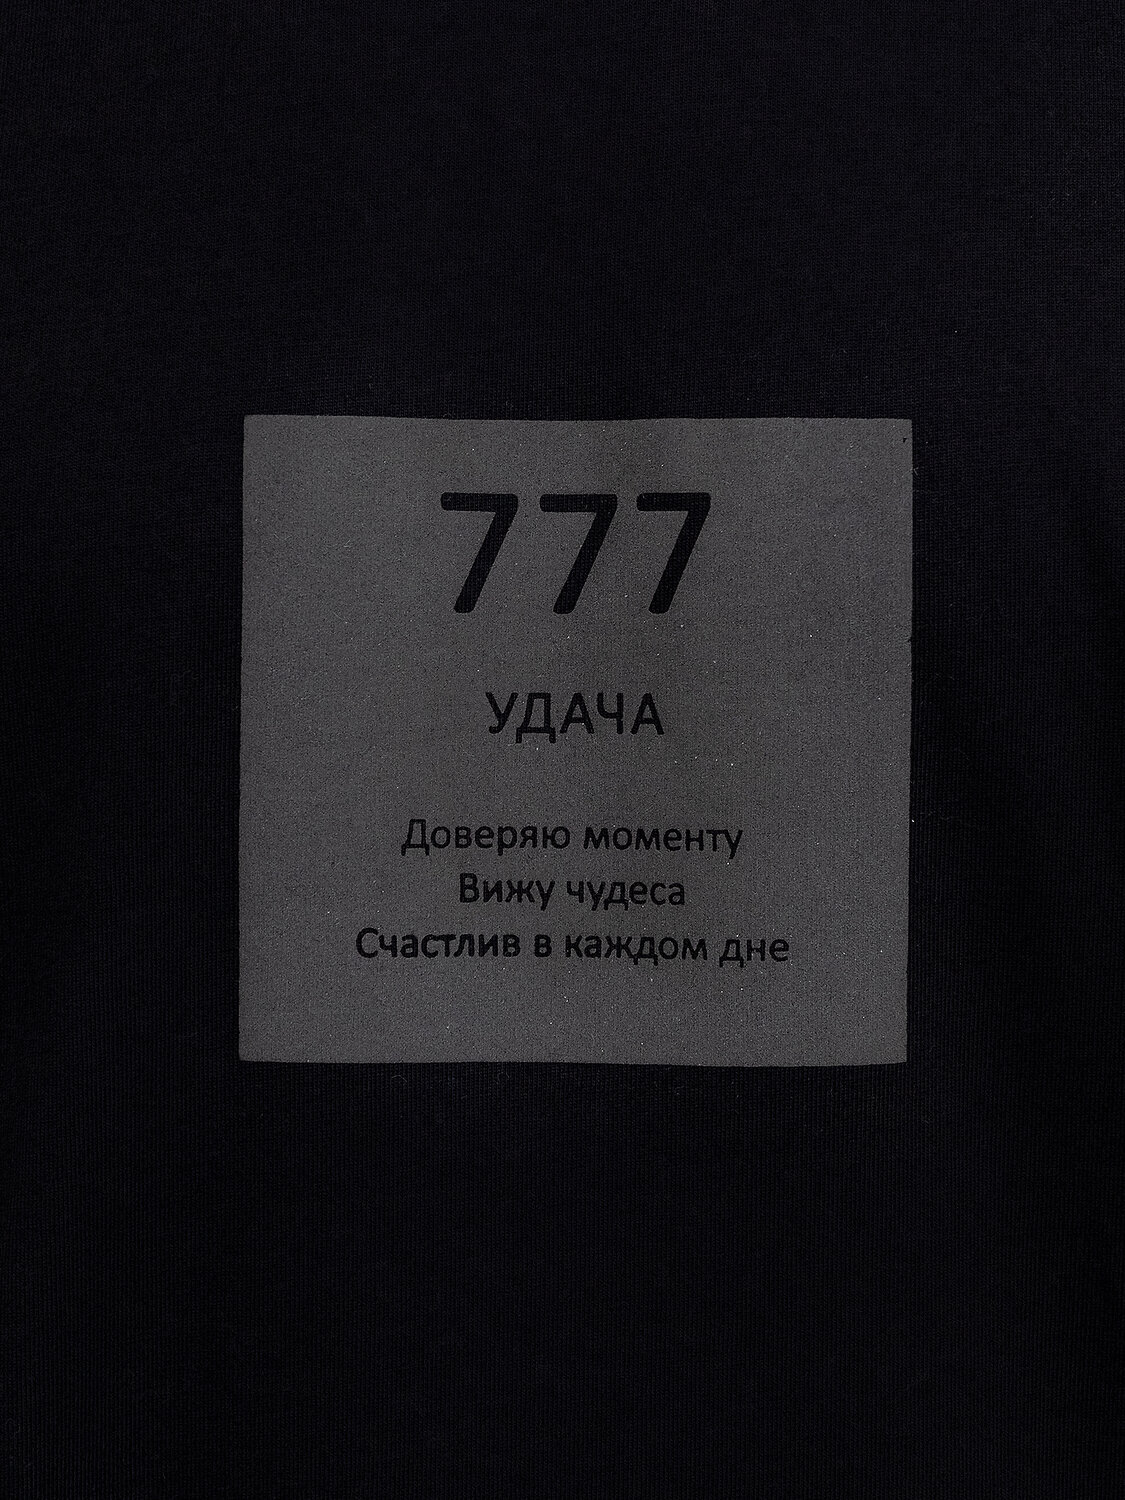 777
УДАЧА
Доверяю моменту
Вижу чудеса
Счастлив в каждом дне